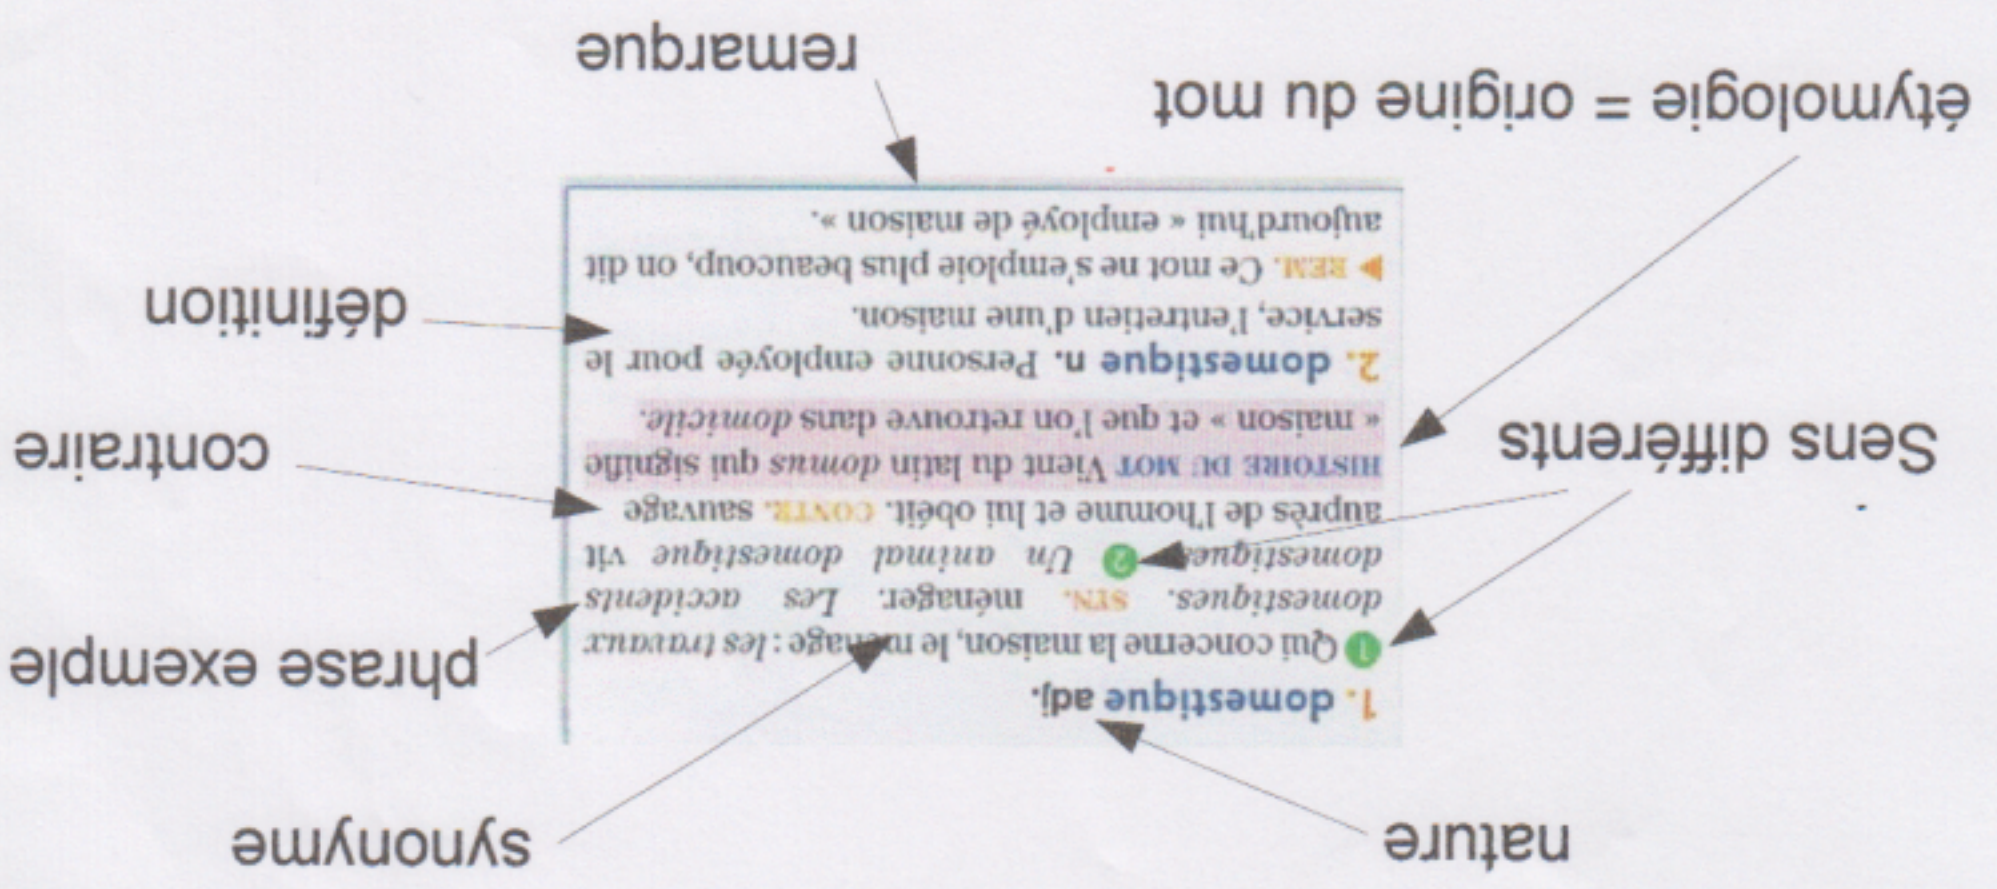 nature
synonyme
1. domestique adj.
1 Qui concerne la maison, le ménage : les travaux
domestiques. SYN. ménager. Les accidents
domestiques 2 Un animal domestique vit
auprès de l'homme et lui obéit. CONTR. sauvage
HISTOIRE DU MOT Vient du latin domus qui signifie
« maison » et que l'on retrouve dans domicile.
2. domestique n. Personne employée pour le
service, l'entretien d'une maison.
▶ REM. Ce mot ne s'emploie plus beaucoup, on dit
aujourd'hui « employé de maison ».
phrase exemple
Sens différents
contraire
définition
étymologie = origine du mot
remarque